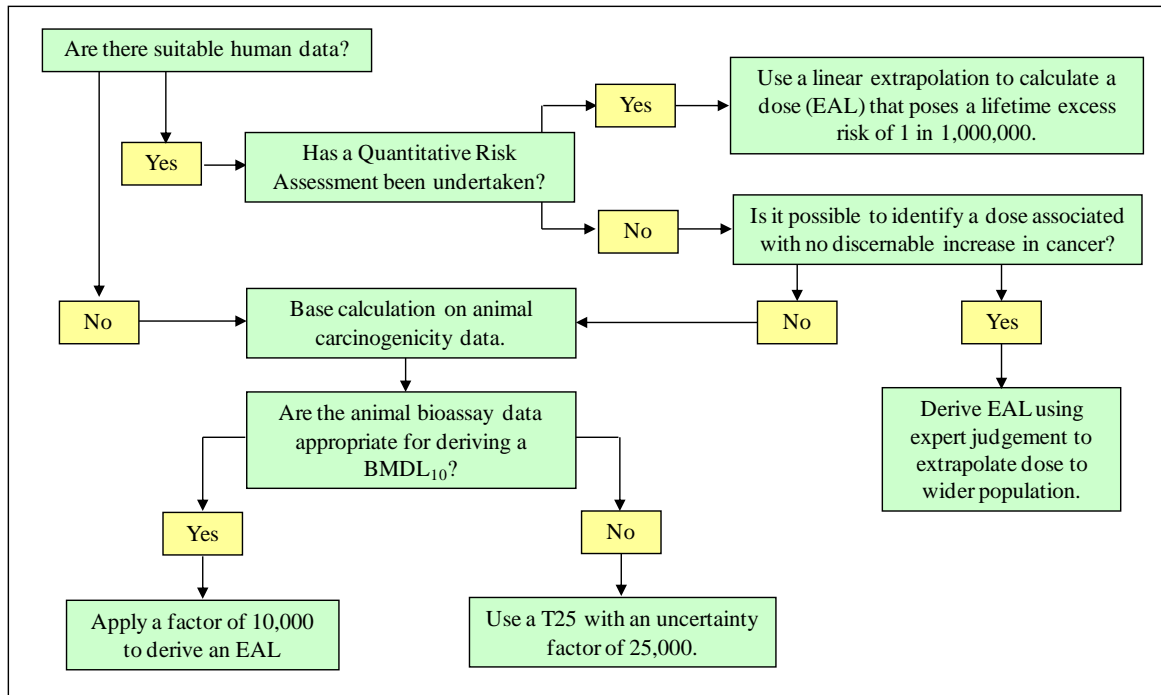 Are there suitable human data?
Yes
Use a linear extrapolation to calculate a
dose (EAL) that poses a lifetime excess
risk of 1 in 1,000,000.
Yes
Has a Quantitative Risk
Assessment been undertaken?
No
Is it possible to identify a dose associated
with no discernable increase in cancer?
No
Base calculation on animal
carcinogenicity data.
No
Yes
Are the animal bioassay data
appropriate for deriving a
BMDL₁₀?
Derive EAL using
expert judgement to
extrapolate dose to
wider population.
Yes
No
Apply a factor of 10,000
to derive an EAL
Use a T25 with an uncertainty
factor of 25,000.